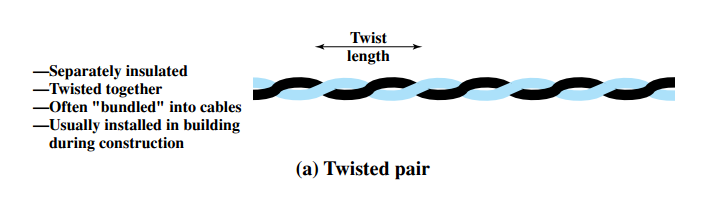 Twist
length
—Separately insulated
—Twisted together
—Often "bundled" into cables
—Usually installed in building
during construction
(a) Twisted pair